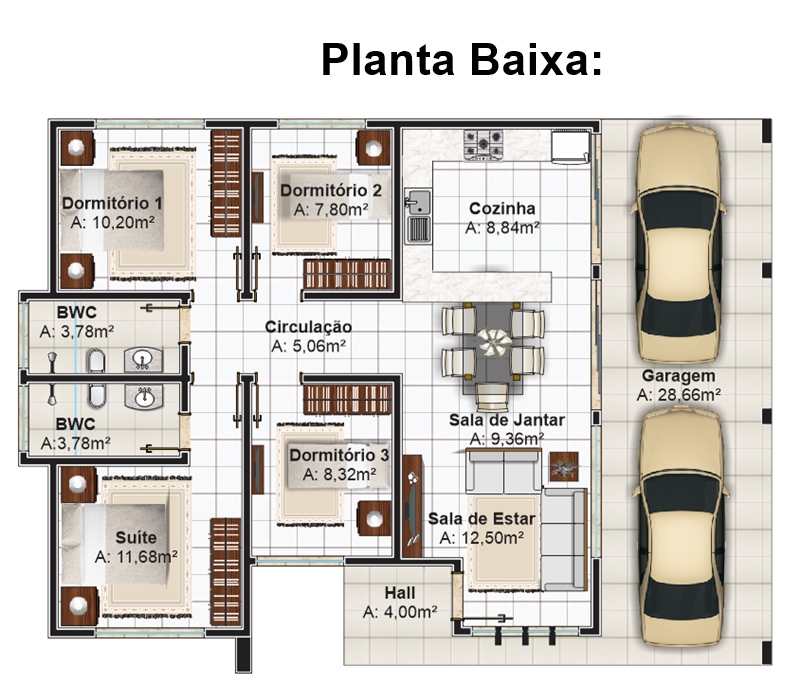 Planta Baixa:
Dormitório 1
A: 10,20m²
Dormitório 2
A: 7,80m²
Cozinha
A: 8,84m²
BWC
A: 3,78m²
Circulação
A: 5,06m²
Garagem
A: 28,66m²
BWC
A:3,78m²
Sala de Jantar
A: 9,36m²
Dormitório 3
A: 8,32m²
Sala de Estar
A: 12,50m²
Suíte
A: 11,68m²
Hall
A: 4,00m²